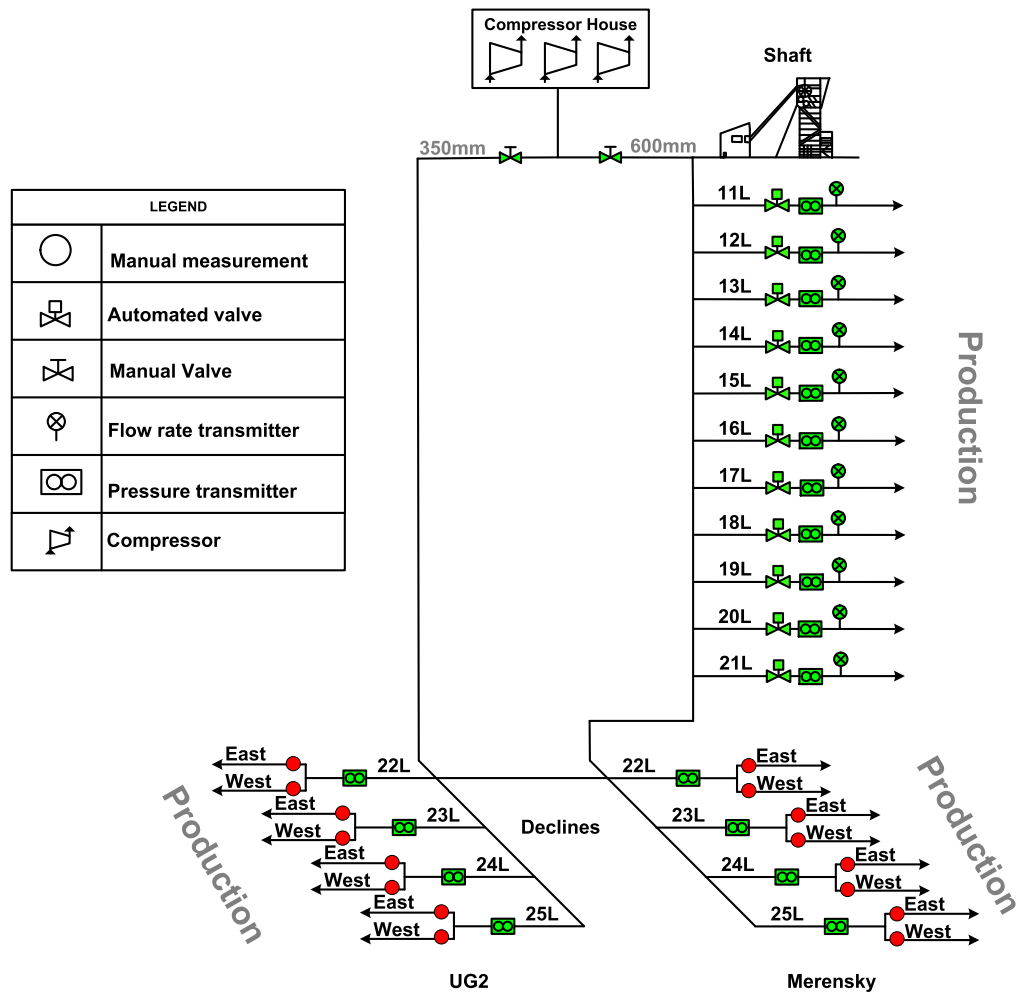 Compressor House
Shaft
350mm
600mm
LEGEND
Manual measurement
Automated valve
Manual Valve
Flow rate transmitter
Pressure transmitter
Compressor
11L
12L
13L
14L
15L
16L
17L
18L
19L
20L
21L
Production
East
West
22L
22L
East
West
East
West
23L
Declines
23L
East
West
East
West
24L
24L
East
West
East
West
25L
25L
East
West
Production
Production
UG2
Merensky